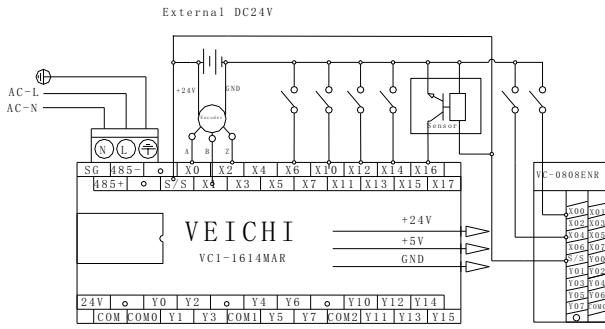 External DC24V
+24V
GND
AC-L
AC-N
Encoder
A
B
Z
Sensor
N L
SG 485- X0 X2 X4 X6 X10 X12 X14 X16
485+ S/S X1 X3 X5 X7 X11 X13 X15 X17
VC-0808ENR
X00 X01
X02 X03
X04 X05
X06 X07
S/S Y00
Y01 Y02
Y03 Y04
Y05 Y06
Y07 COM0
VEICHI
VC1-1614MAR
+24V
+5V
GND
24V Y0 Y2 Y4 Y6 Y10 Y12 Y14
COM COM0 Y1 Y3 COM1 Y5 Y7 COM2 Y11 Y13 Y15